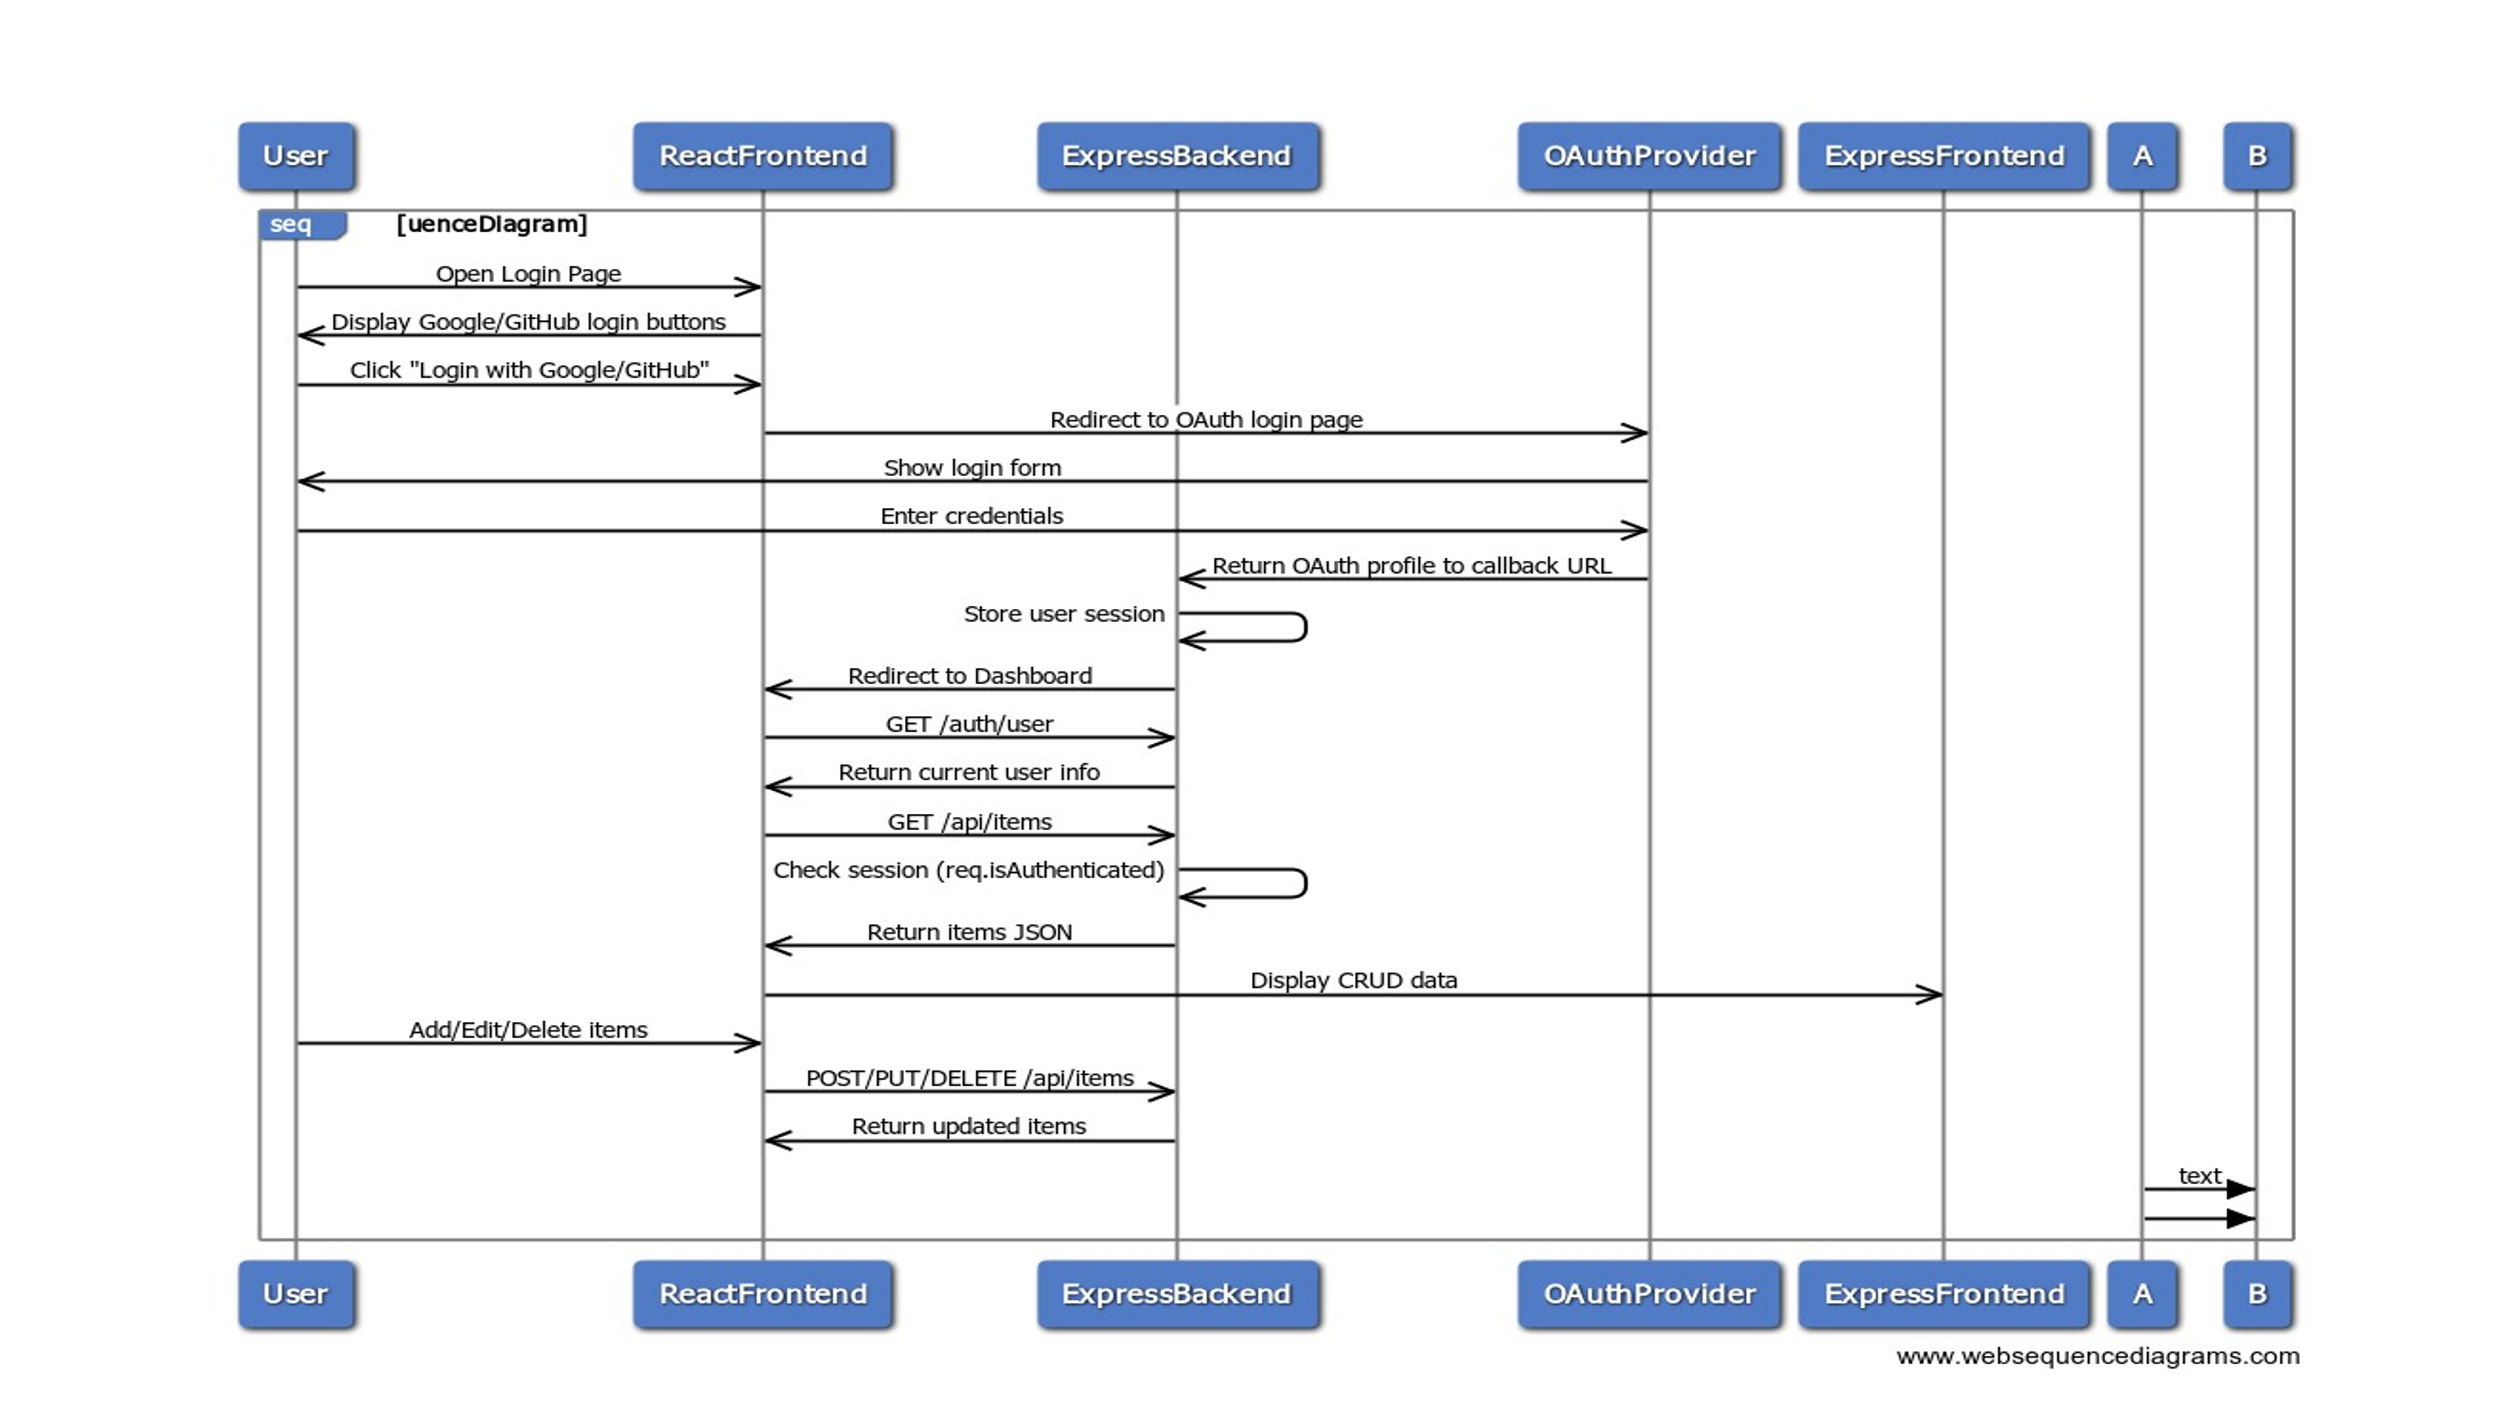 User ReactFrontend ExpressBackend OAuthProvider ExpressFrontend A B
seq [uenceDiagram]
Open Login Page
Display Google/GitHub login buttons
Click "Login with Google/GitHub"
Redirect to OAuth login page
Show login form
Enter credentials
Return OAuth profile to callback URL
Store user session
Redirect to Dashboard
GET /auth/user
Return current user info
GET /api/items
Check session (req.isAuthenticated)
Return items JSON
Display CRUD data
Add/Edit/Delete items
POST/PUT/DELETE /api/items
Return updated items
text
User ReactFrontend ExpressBackend OAuthProvider ExpressFrontend A B
www.websequencediagrams.com